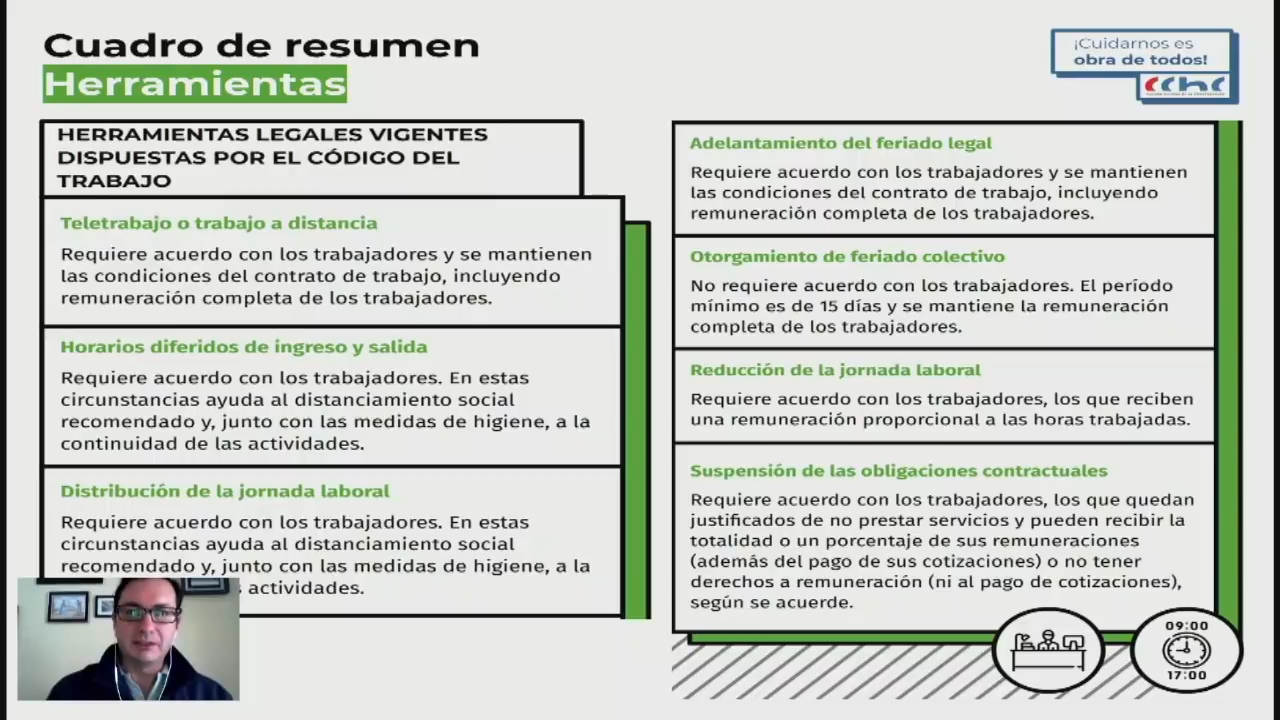 Cuadro de resumen
Herramientas
¡Cuidarnos es
obra de todos!
cchc
HERRAMIENTAS LEGALES VIGENTES
DISPUESTAS POR EL CÓDIGO DEL
TRABAJO
Teletrabajo o trabajo a distancia
Requiere acuerdo con los trabajadores y se mantienen
las condiciones del contrato de trabajo, incluyendo
remuneración completa de los trabajadores.
Horarios diferidos de ingreso y salida
Requiere acuerdo con los trabajadores. En estas
circunstancias ayuda al distanciamiento social
recomendado y, junto con las medidas de higiene, a la
continuidad de las actividades.
Distribución de la jornada laboral
Requiere acuerdo con los trabajadores. En estas
circunstancias ayuda al distanciamiento social
recomendado y, junto con las medidas de higiene, a la
actividades.
Adelantamiento del feriado legal
Requiere acuerdo con los trabajadores y se mantienen
las condiciones del contrato de trabajo, incluyendo
remuneración completa de los trabajadores.
Otorgamiento de feriado colectivo
No requiere acuerdo con los trabajadores. El período
mínimo es de 15 días y se mantiene la remuneración
completa de los trabajadores.
Reducción de la jornada laboral
Requiere acuerdo con los trabajadores, los que reciben
una remuneración proporcional a las horas trabajadas.
Suspensión de las obligaciones contractuales
Requiere acuerdo con los trabajadores, los que quedan
justificados de no prestar servicios y pueden recibir la
totalidad o un porcentaje de sus remuneraciones
(además del pago de sus cotizaciones) o no tener
derechos a remuneración (ni al pago de cotizaciones),
según se acuerde.
09:00
17:00